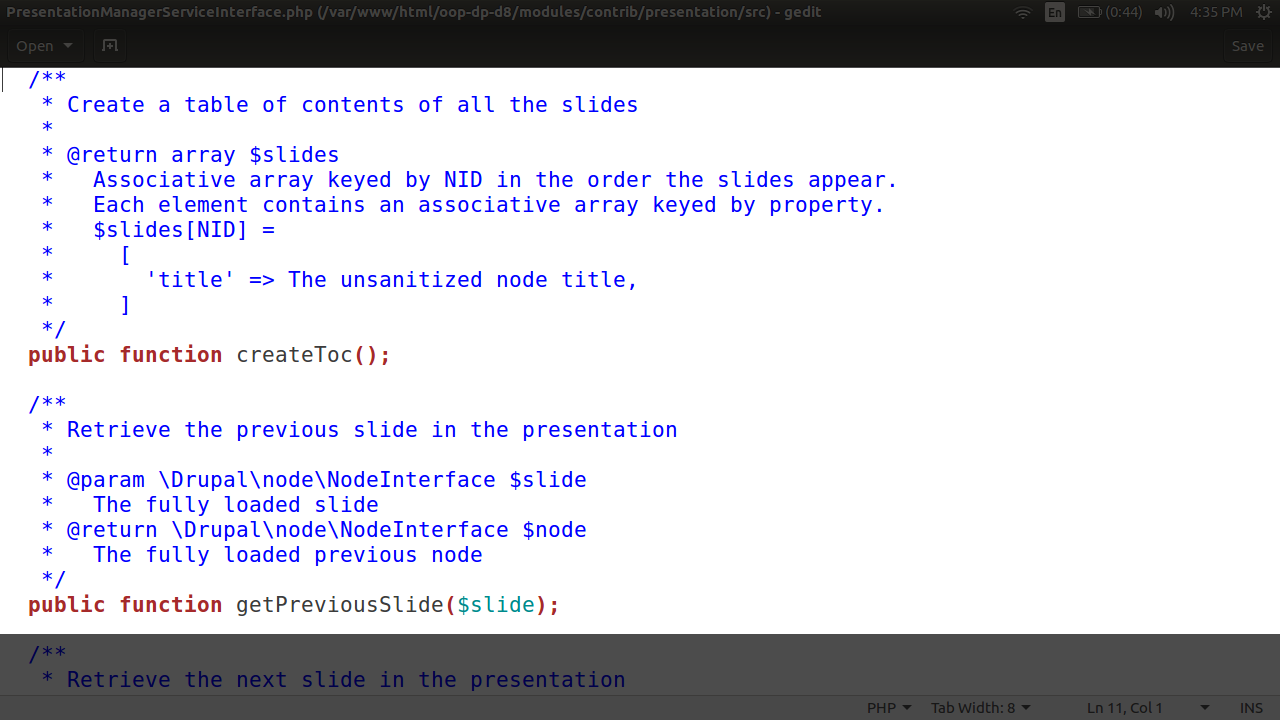 PresentationManagerServiceInterface.php (/var/www/html/oop-dp-d8/modules/contrib/presentation/src) - gedit
En (0:44) 4:35 PM
Open Save
/**
 * Create a table of contents of all the slides
 *
 * @return array $slides
 *   Associative array keyed by NID in the order the slides appear.
 *   Each element contains an associative array keyed by property.
 *   $slides[NID] =
 *     [
 *       'title' => The unsanitized node title,
 *     ]
 */
public function createToc();
/**
 * Retrieve the previous slide in the presentation
 *
 * @param \Drupal\node\NodeInterface $slide
 *   The fully loaded slide
 * @return \Drupal\node\NodeInterface $node
 *   The fully loaded previous node
 */
public function getPreviousSlide($slide);
/**
 * Retrieve the next slide in the presentation
PHP Tab Width: 8 Ln 11, Col 1 INS